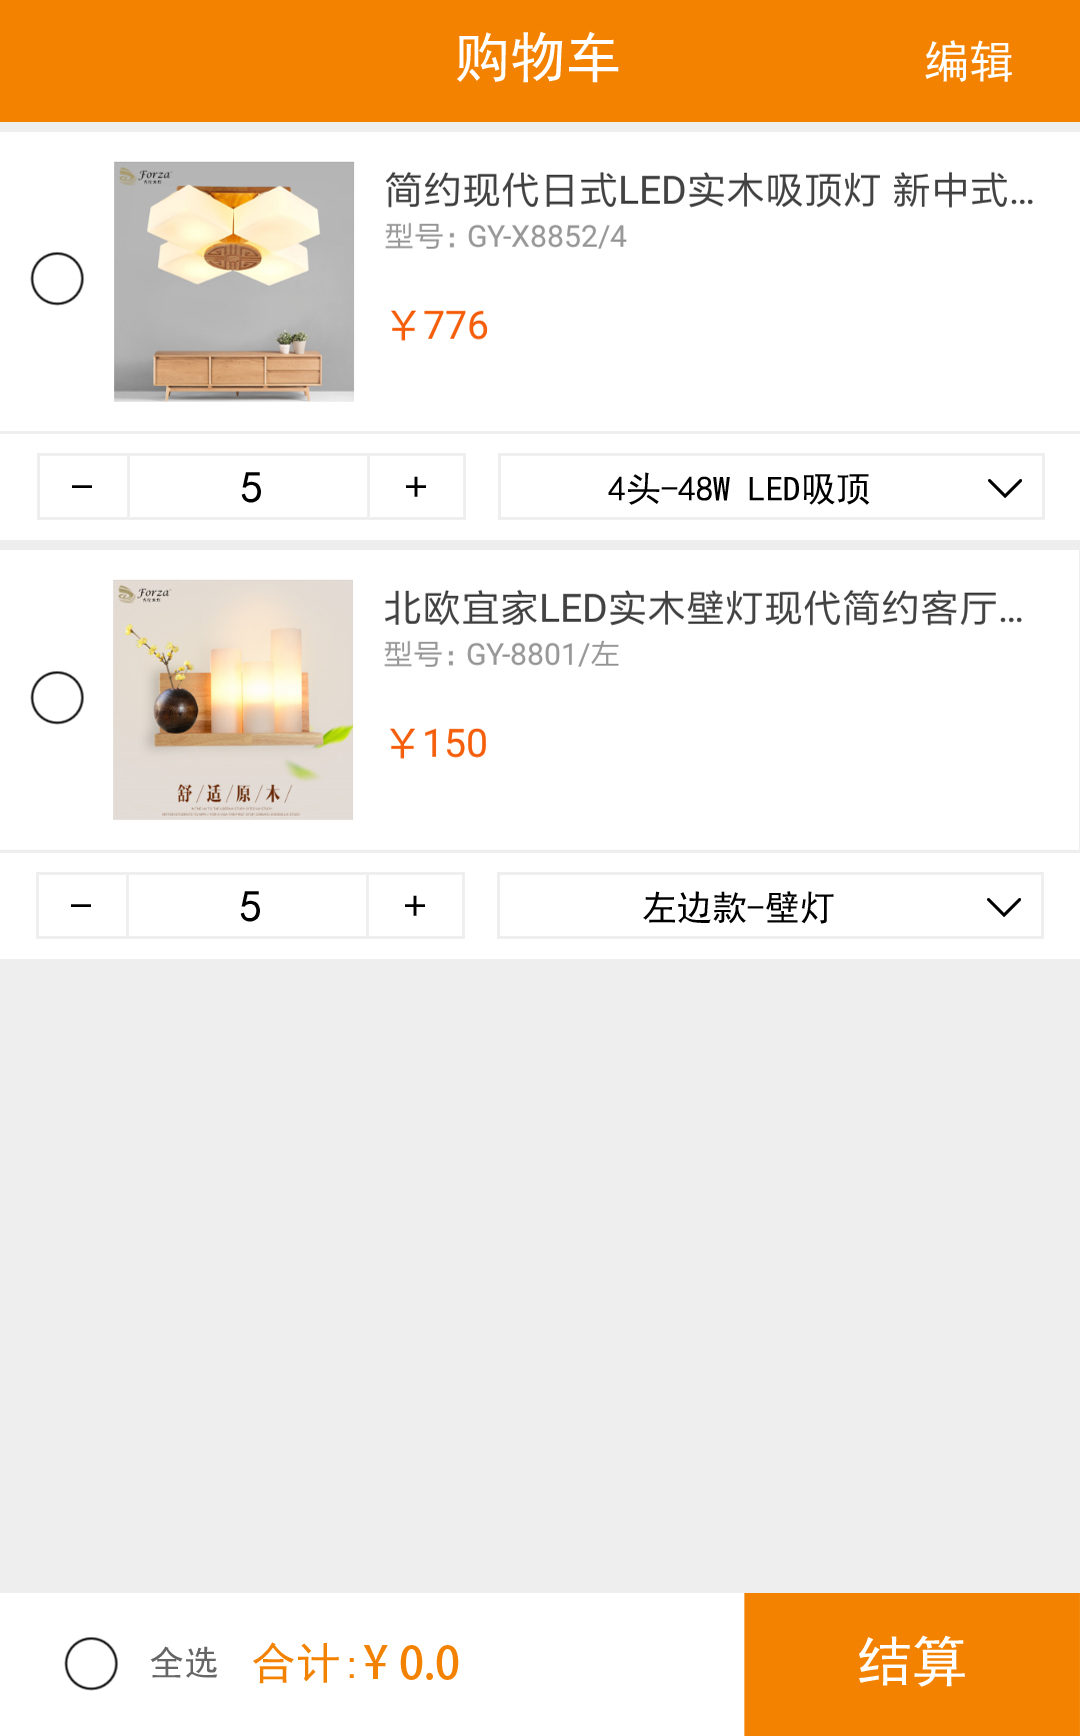 购物车
编辑
Forza
简约现代日式LED实木吸顶灯 新中式...
型号: GY-X8852/4
￥776
− 5 + 4头-48W LED吸顶
Forza
北欧宜家LED实木壁灯现代简约客厅...
型号: GY-8801/左
￥150
舒/适/原/木/
− 5 + 左边款-壁灯
全选 合计:¥ 0.0
结算